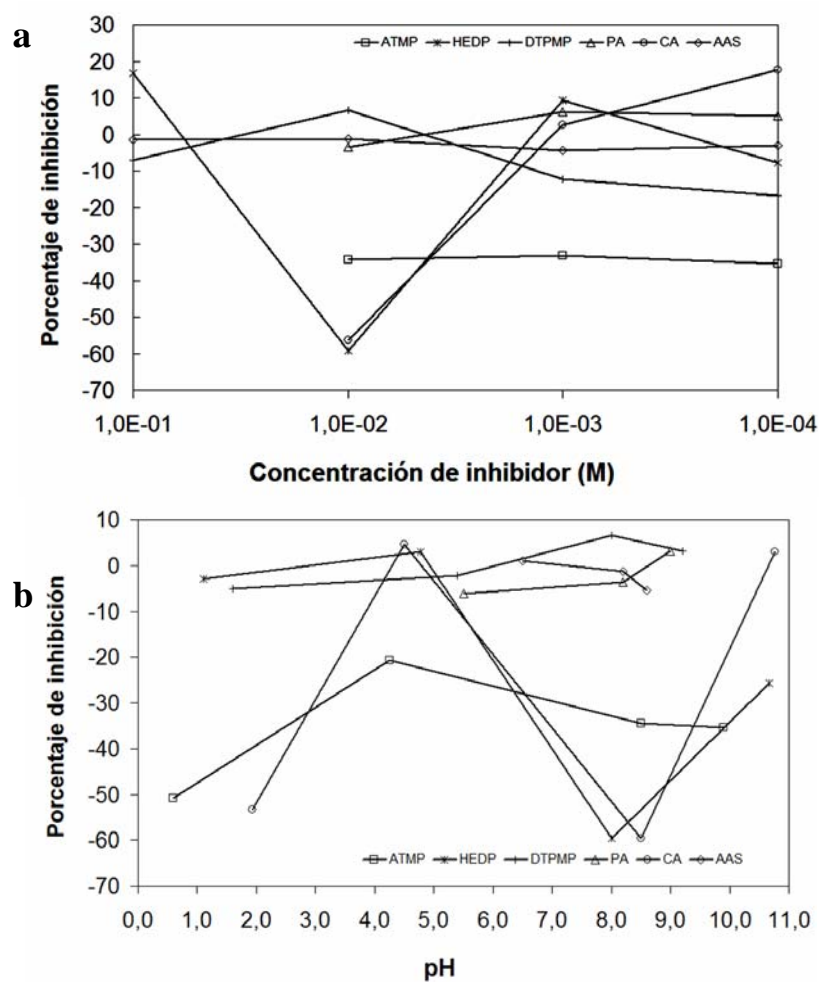 a
ATMP HEDP DTPMP PA CA AAS
30
20
10
0
-10
-20
-30
-40
-50
-60
-70
Porcentaje de inhibición
1,0E-01 1,0E-02 1,0E-03 1,0E-04
Concentración de inhibidor (M)
b
10
0
-10
-20
-30
-40
-50
-60
-70
Porcentaje de inhibición
ATMP HEDP DTPMP PA CA AAS
0,0 1,0 2,0 3,0 4,0 5,0 6,0 7,0 8,0 9,0 10,0 11,0
pH